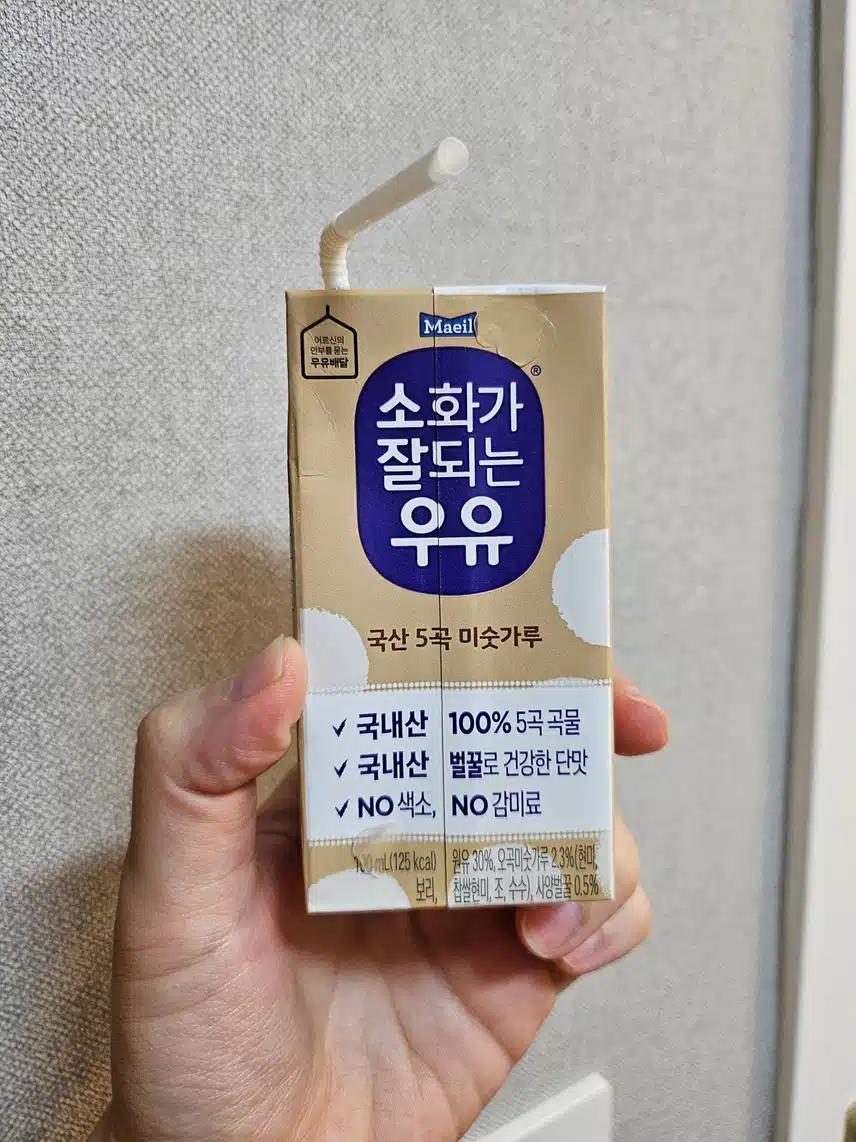 Maeil
어르신의
안부를 묻는
우유배달
®
소화가
잘되는
우유
국산 5곡 미숫가루
✓ 국내산 100% 5곡 곡물
✓ 국내산 벌꿀로 건강한 단맛
✓ NO 색소, NO 감미료
mL(125 kcal) 원유 30%, 오곡미숫가루 2.3%(현미,
보리, 찹쌀현미, 조, 수수), 사양벌꿀 0.5%